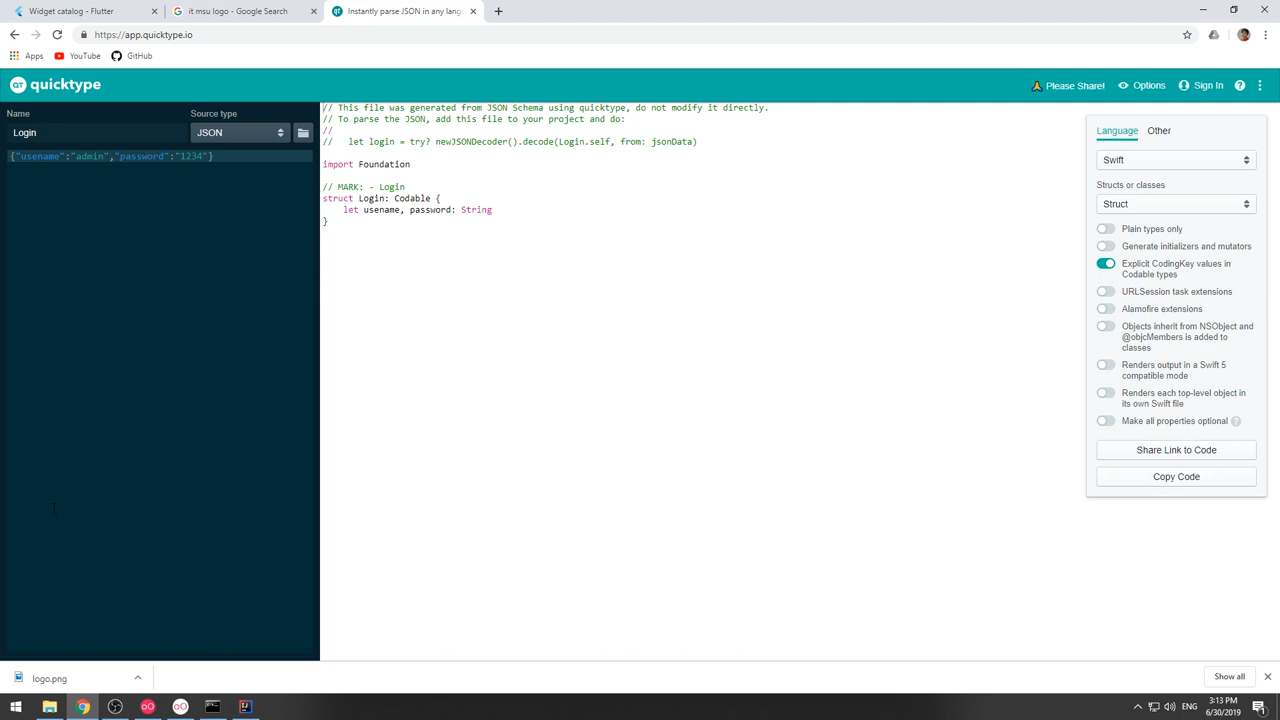 Widget catalog - Flutter
it msu logo - Google Search
Instantly parse JSON in any lang
https://app.quicktype.io
Apps
YouTube
GitHub
quicktype
Please Share!
Options
Sign In
Name
Source type
Login
JSON
{"usename":"admin","password":"1234"}
// This file was generated from JSON Schema using quicktype, do not modify it directly.
// To parse the JSON, add this file to your project and do:
//
//   let login = try? newJSONDecoder().decode(Login.self, from: jsonData)
import Foundation
// MARK: - Login
struct Login: Codable {
    let usename, password: String
}
Language
Other
Swift
Structs or classes
Struct
Plain types only
Generate initializers and mutators
Explicit CodingKey values in
Codable types
URLSession task extensions
Alamofire extensions
Objects inherit from NSObject and
@objcMembers is added to
classes
Renders output in a Swift 5
compatible mode
Renders each top-level object in
its own Swift file
Make all properties optional
Share Link to Code
Copy Code
logo.png
Show all
ENG
3:13 PM
6/30/2019